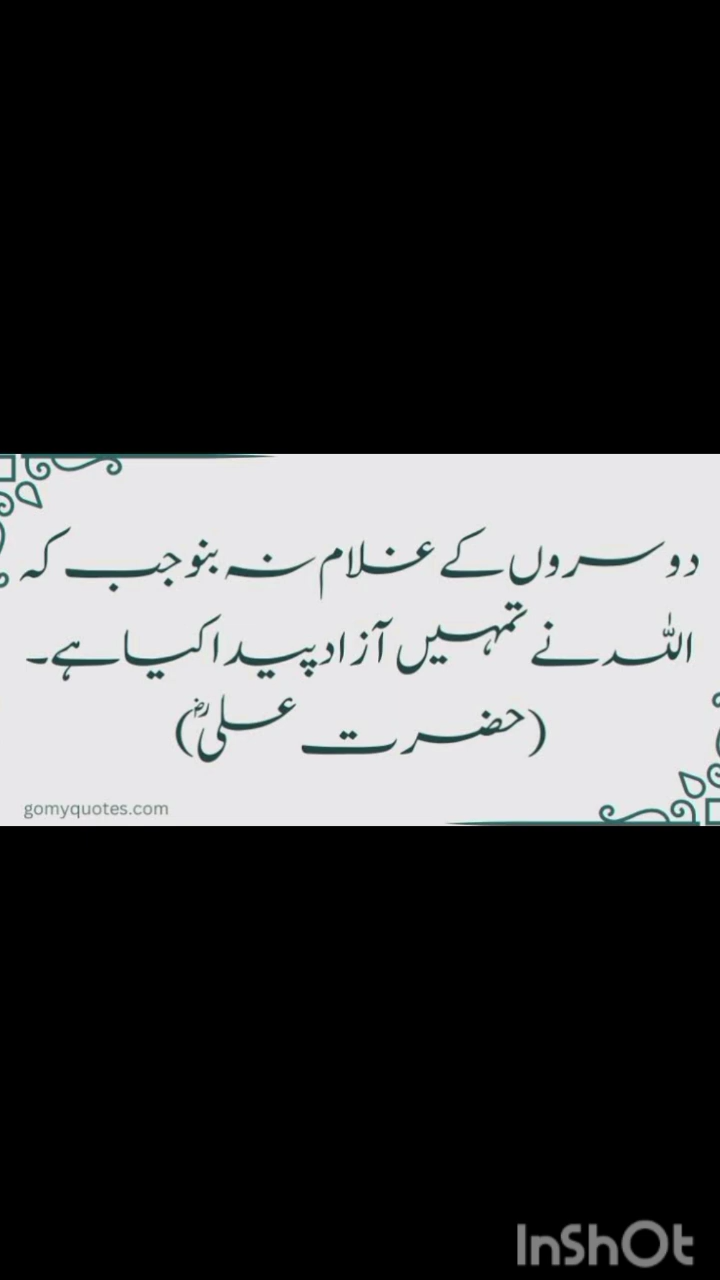 دوسروں کے غلام نہ بنو جب کہ
اللہ نے تمہیں آزاد پیدا کیا ہے۔
(حضرت علیؓ)
gomyquotes.com
InShOt